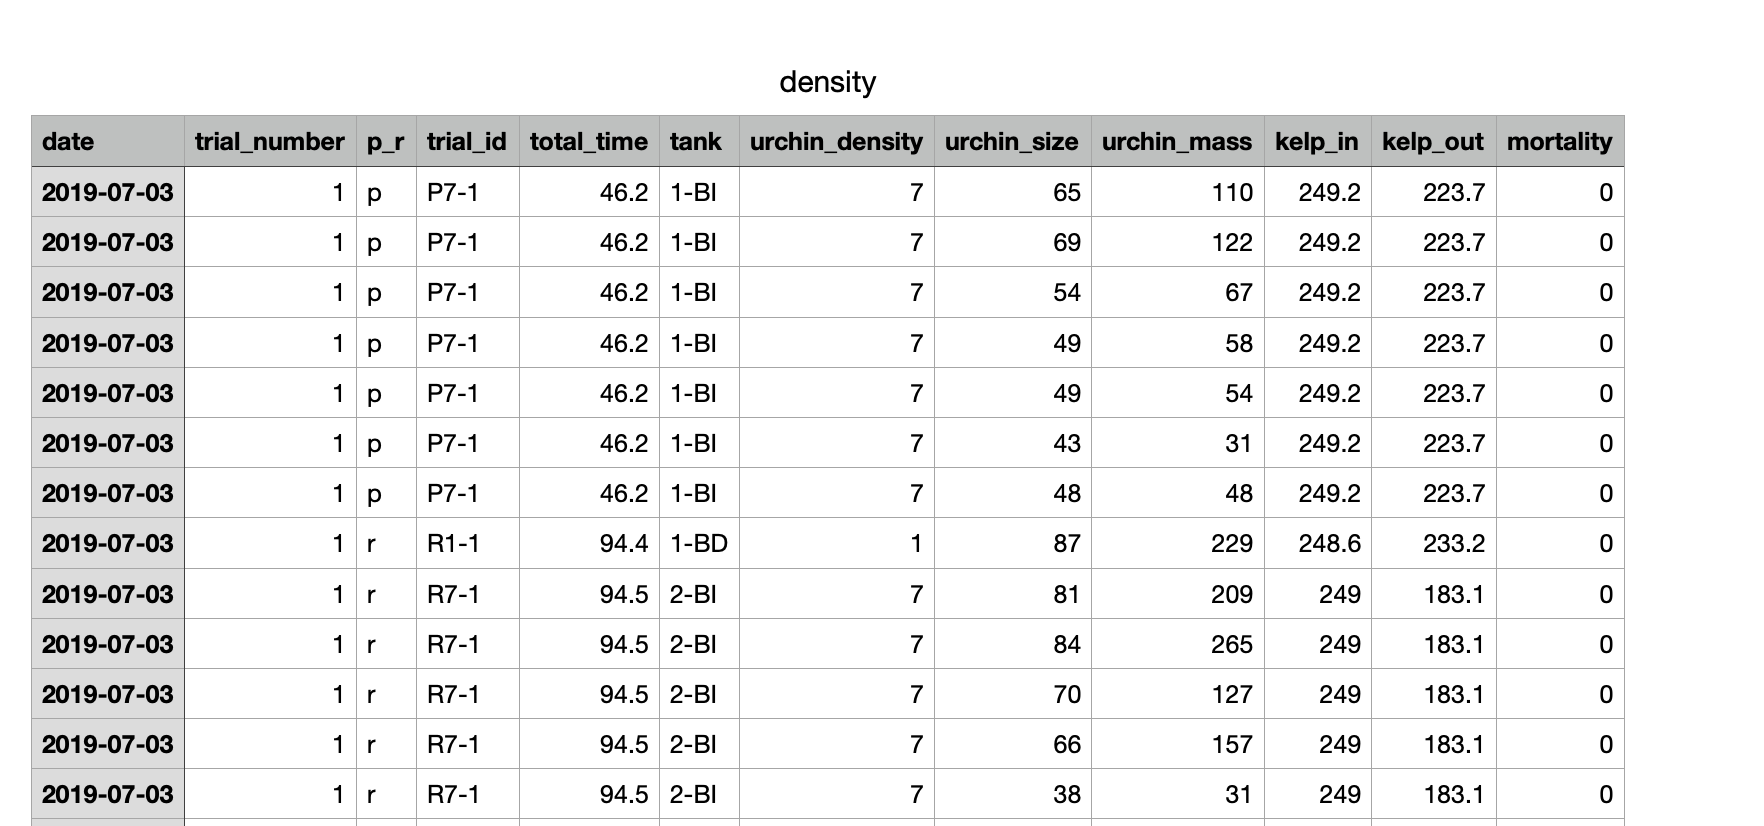 density
date trial_number p_r trial_id total_time tank urchin_density urchin_size urchin_mass kelp_in kelp_out mortality
2019-07-03 1 p P7-1 46.2 1-BI 7 65 110 249.2 223.7 0
2019-07-03 1 p P7-1 46.2 1-BI 7 69 122 249.2 223.7 0
2019-07-03 1 p P7-1 46.2 1-BI 7 54 67 249.2 223.7 0
2019-07-03 1 p P7-1 46.2 1-BI 7 49 58 249.2 223.7 0
2019-07-03 1 p P7-1 46.2 1-BI 7 49 54 249.2 223.7 0
2019-07-03 1 p P7-1 46.2 1-BI 7 43 31 249.2 223.7 0
2019-07-03 1 p P7-1 46.2 1-BI 7 48 48 249.2 223.7 0
2019-07-03 1 r R1-1 94.4 1-BD 1 87 229 248.6 233.2 0
2019-07-03 1 r R7-1 94.5 2-BI 7 81 209 249 183.1 0
2019-07-03 1 r R7-1 94.5 2-BI 7 84 265 249 183.1 0
2019-07-03 1 r R7-1 94.5 2-BI 7 70 127 249 183.1 0
2019-07-03 1 r R7-1 94.5 2-BI 7 66 157 249 183.1 0
2019-07-03 1 r R7-1 94.5 2-BI 7 38 31 249 183.1 0